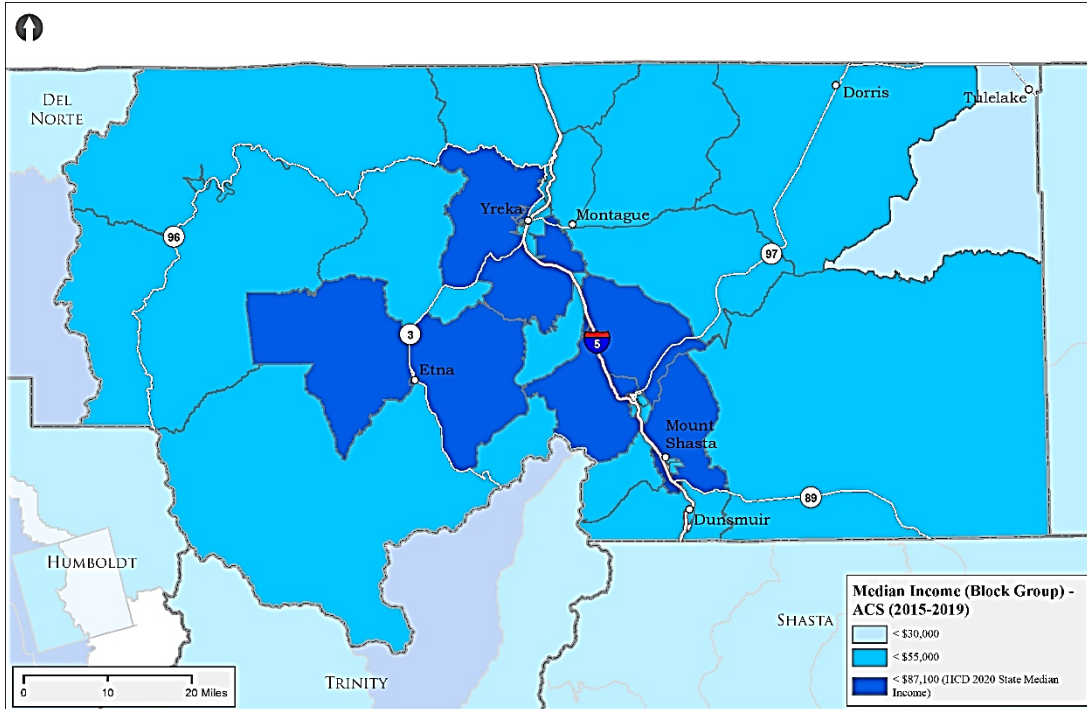 DEL
NORTE
Dorris
Tulelake
Yreka
Montague
96
97
3
5
Etna
Mount
Shasta
89
Dunsmuir
HUMBOLDT
SHASTA
TRINITY
0 10 20 Miles
Median Income (Block Group) -
ACS (2015-2019)
< $30,000
< $55,000
< $87,100 (HCD 2020 State Median
Income)